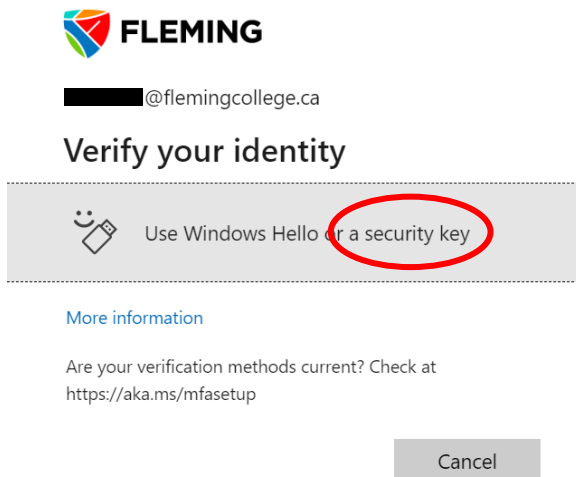 FLEMING
@flemingcollege.ca
Verify your identity
Use Windows Hello or a security key
More information
Are your verification methods current? Check at
https://aka.ms/mfasetup
Cancel